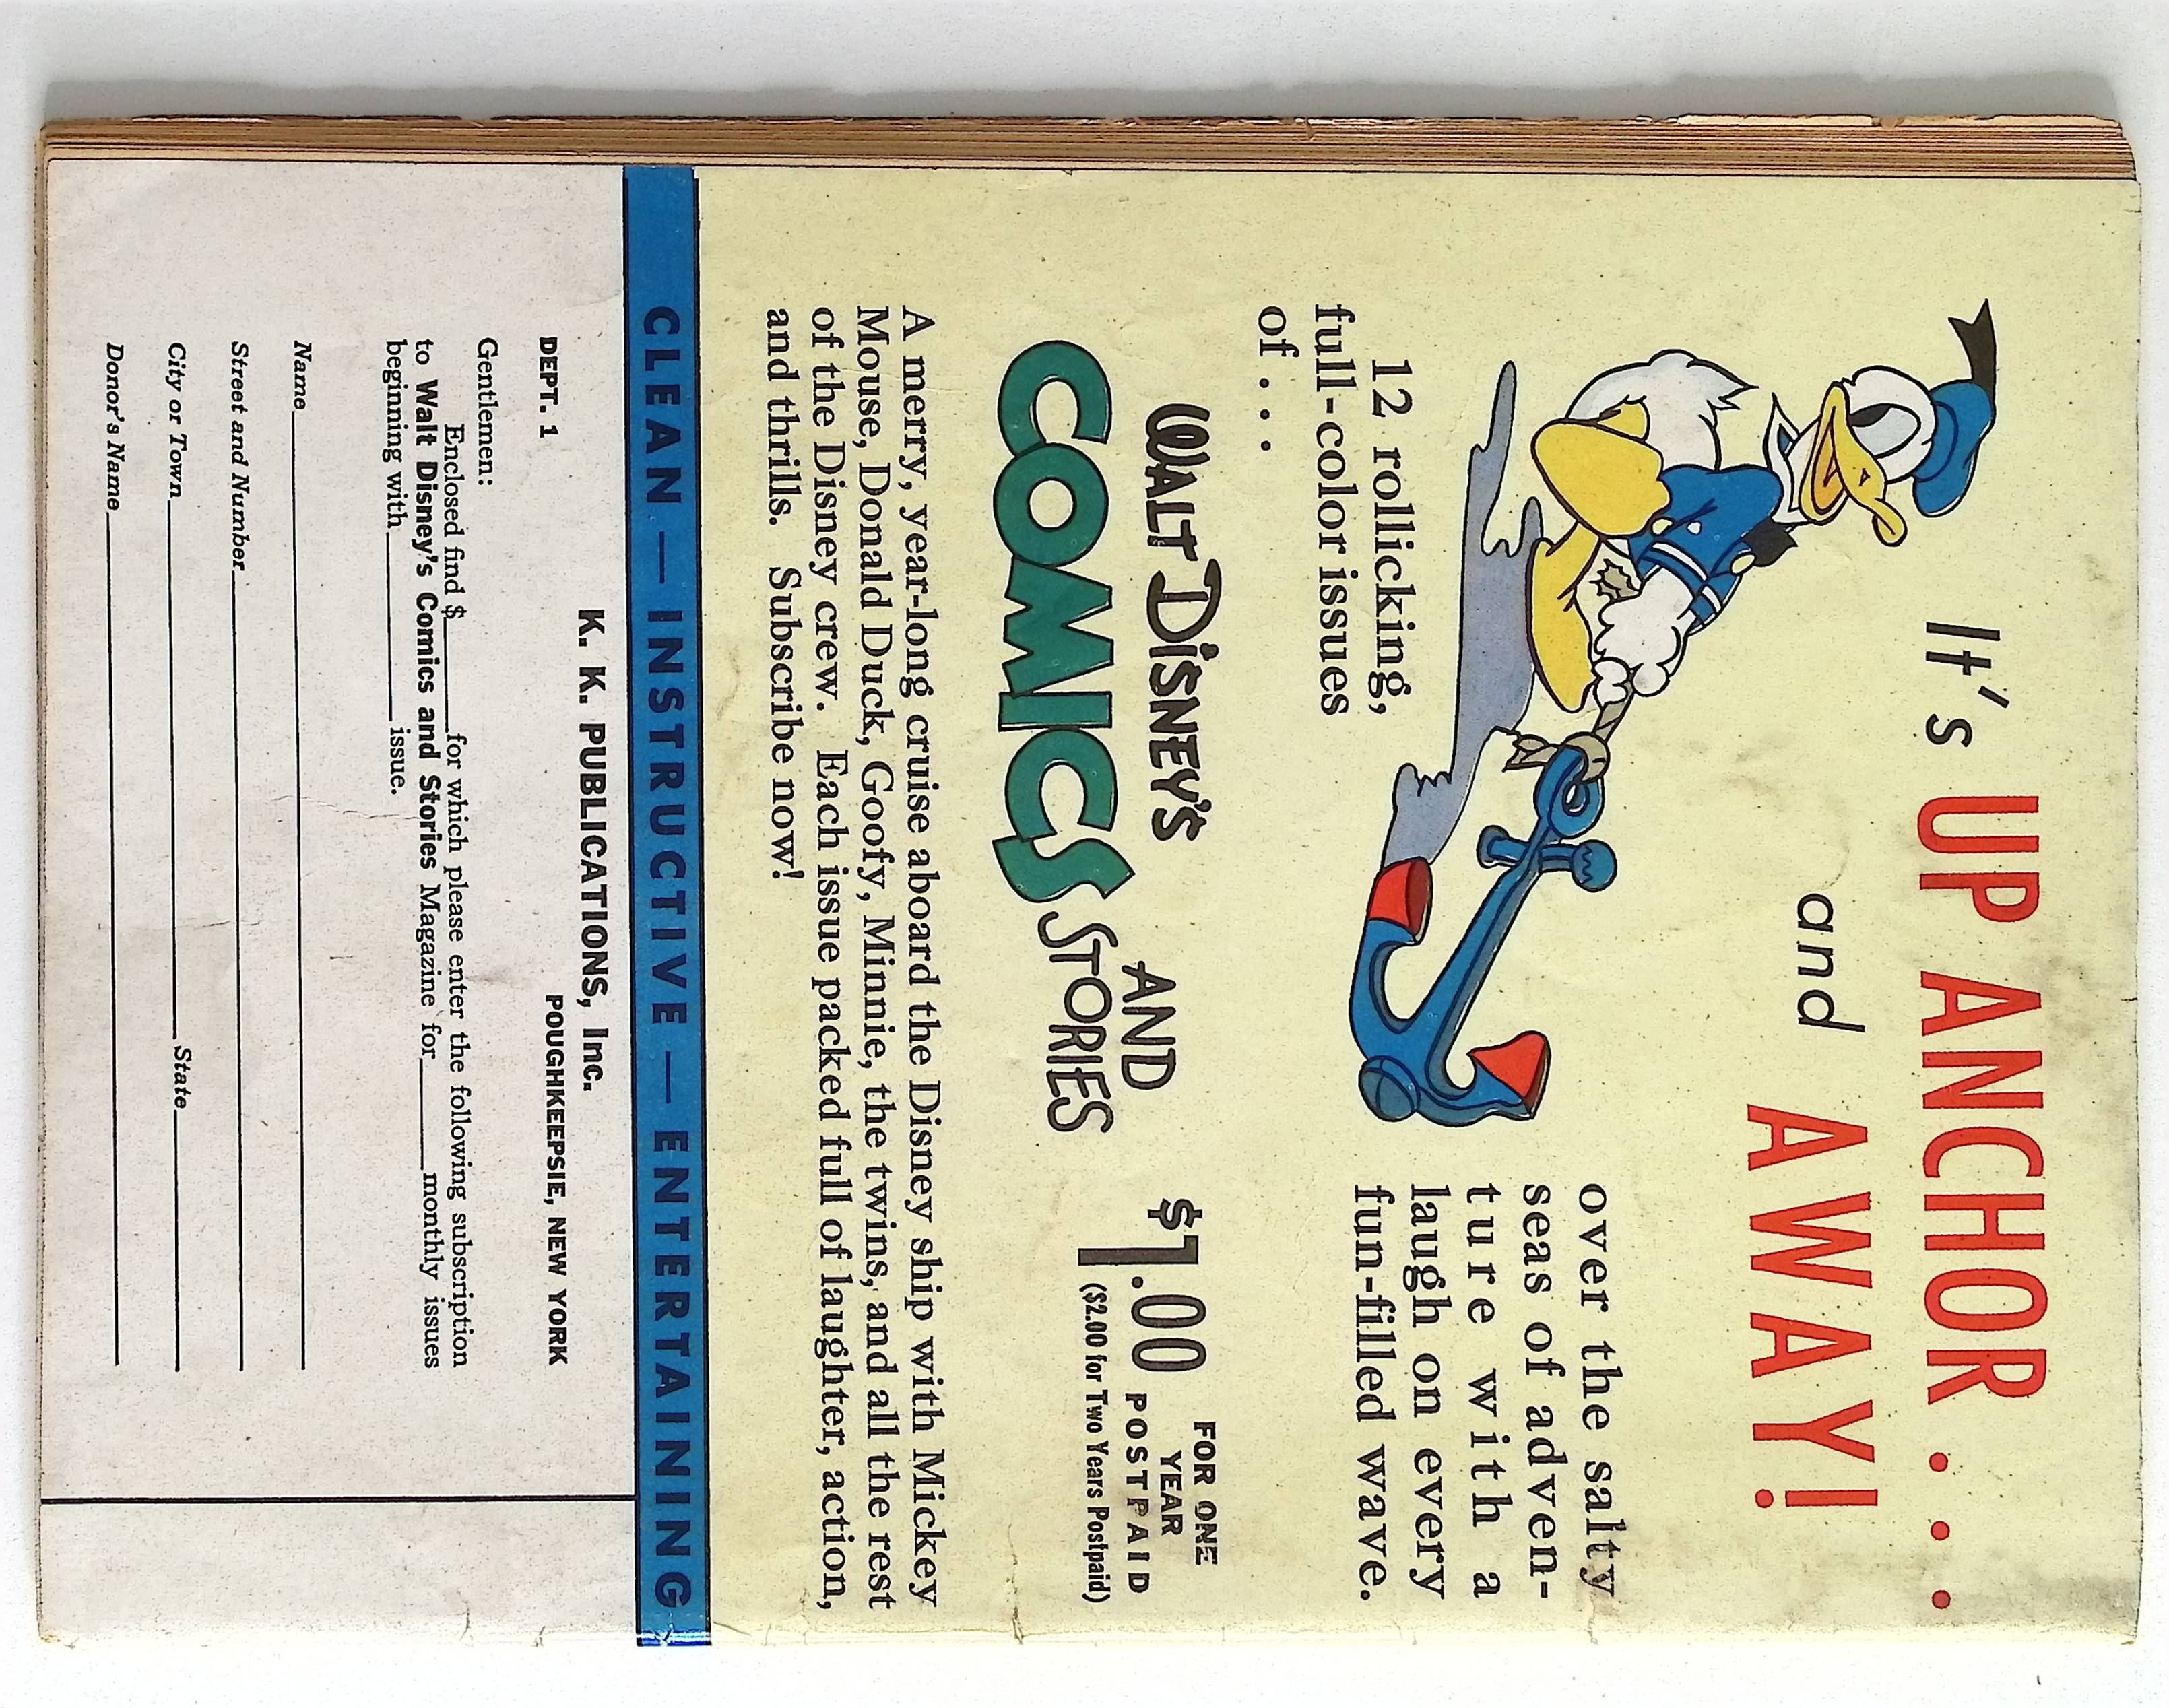 It's UP ANCHOR...
and AWAY!
over the salty
seas of adven-
ture with a
laugh on every
fun-filled wave.
12 rollicking,
full-color issues
of...
WALT DISNEY'S
COMICS AND STORIES
$1.00 FOR ONE
YEAR
POSTPAID
($2.00 for Two Years Postpaid)
A merry, year-long cruise aboard the Disney ship with Mickey
Mouse, Donald Duck, Goofy, Minnie, the twins, and all the rest
of the Disney crew. Each issue packed full of laughter, action,
and thrills. Subscribe now!
CLEAN — INSTRUCTIVE — ENTERTAINING
K. K. PUBLICATIONS, Inc.
DEPT. 1 POUGHKEEPSIE, NEW YORK
Gentlemen:
Enclosed find $______for which please enter the following subscription
to Walt Disney's Comics and Stories Magazine for______monthly issues
beginning with______issue.
Name
Street and Number
City or Town State
Donor's Name